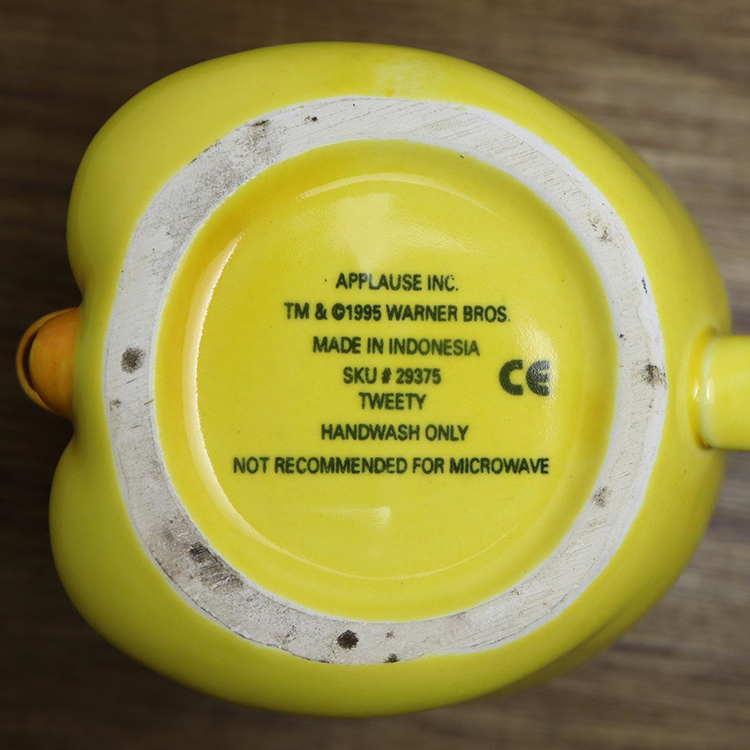 APPLAUSE INC.
TM & ©1995 WARNER BROS.
MADE IN INDONESIA
SKU # 29375
CE
TWEETY
HANDWASH ONLY
NOT RECOMMENDED FOR MICROWAVE